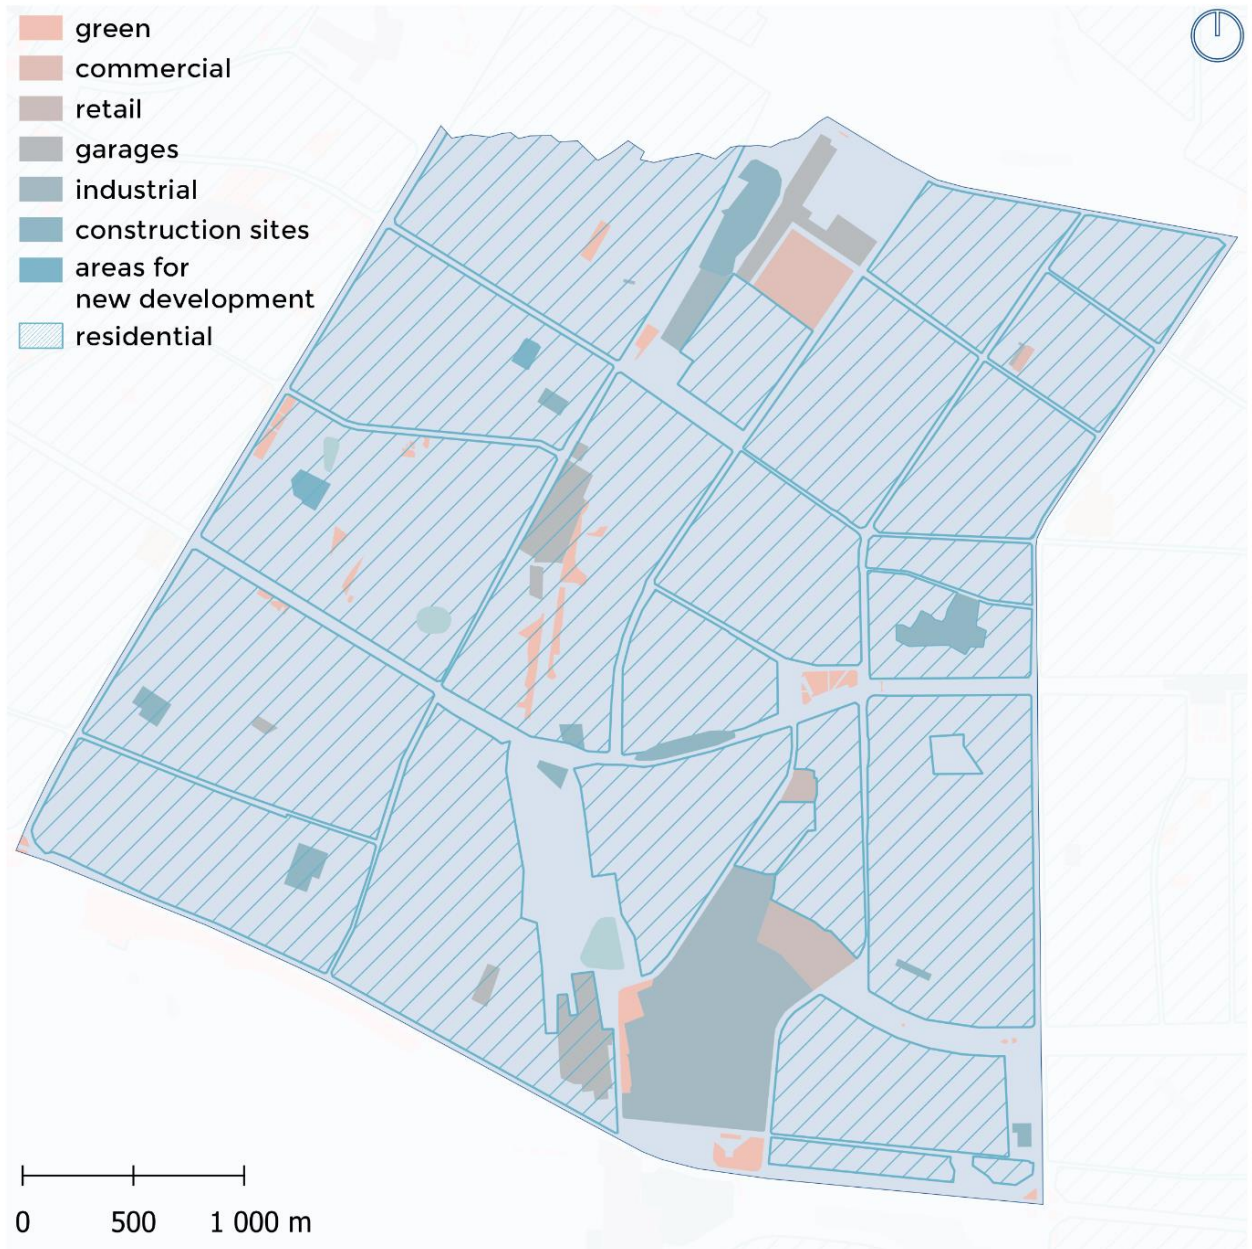 green
commercial
retail
garages
industrial
construction sites
areas for
new development
residential
0 500 1 000 m